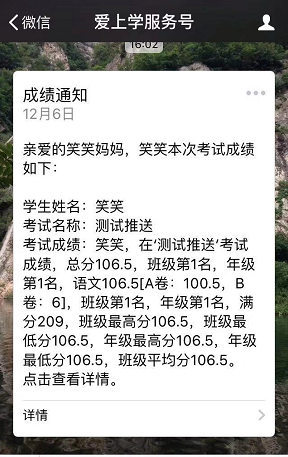 微信
爱上学服务号
16:02
成绩通知
12月6日
亲爱的笑笑妈妈，笑笑本次考试成绩
如下：
学生姓名：笑笑
考试名称：测试推送
考试成绩：笑笑，在‘测试推送’考试
成绩，总分106.5，班级第1名，年级
第1名，语文106.5[A卷：100.5，B
卷：6]，班级第1名，年级第1名，满
分209，班级最高分106.5，班级最
低分106.5，年级最高分106.5，年级
最低分106.5，班级平均分106.5。
点击查看详情。
详情